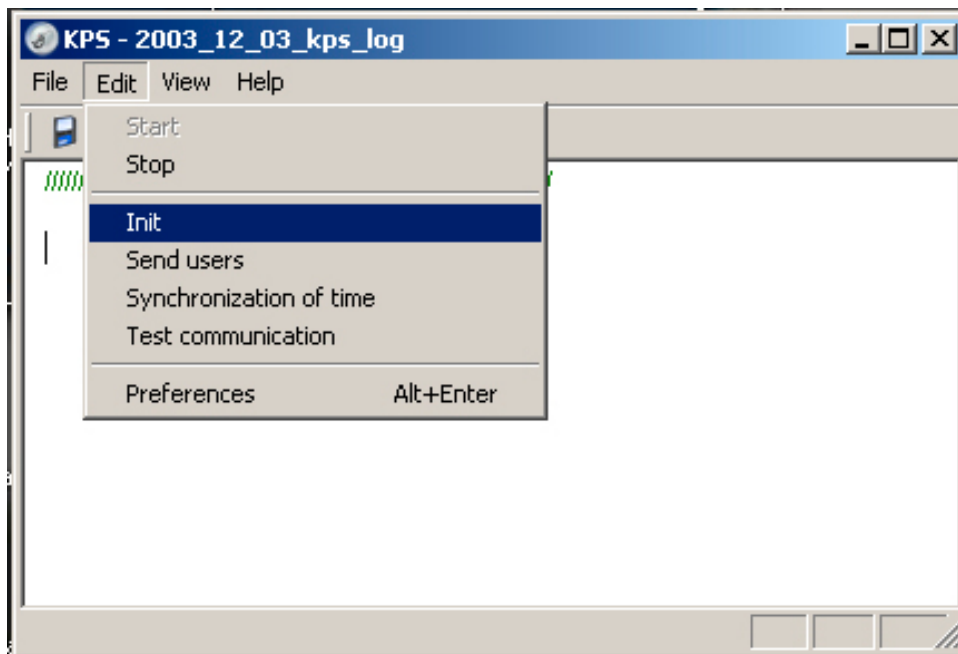 KPS - 2003_12_03_kps_log
File Edit View Help
Start
Stop
Init
Send users
Synchronization of time
Test communication
Preferences Alt+Enter